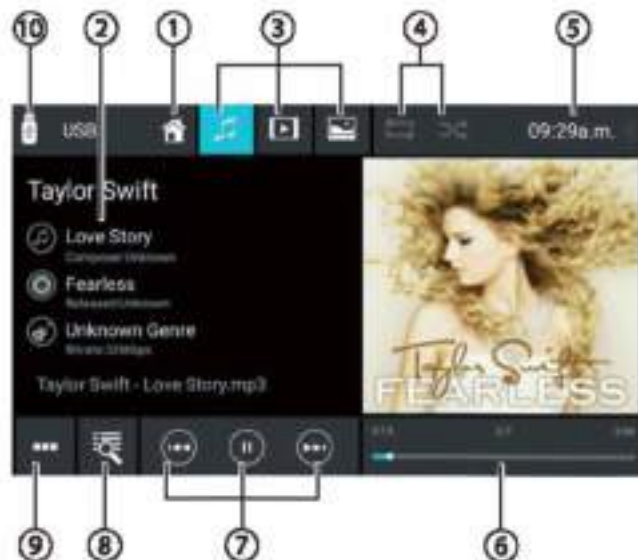 ⑩ ② ① ③ ④ ⑤
USB
09:29a.m.
Taylor Swift
Love Story
Composer:Unknown
Fearless
Released:Unknown
Unknown Genre
Taylor Swift - Love Story.mp3
Taylor Swift
FEARLESS
⑨ ⑧ ⑦ ⑥